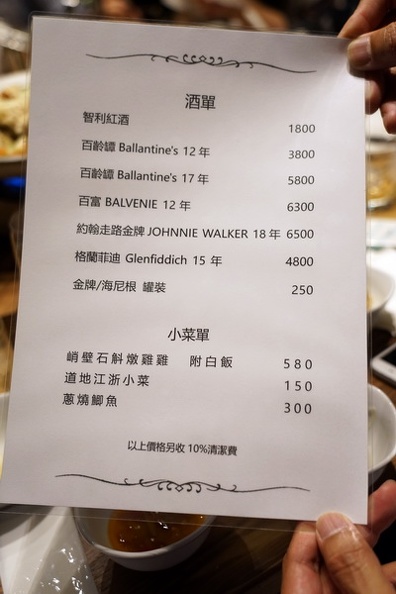 酒單
智利紅酒 1800
百齡譚 Ballantine's 12 年 3800
百齡譚 Ballantine's 17 年 5800
百富 BALVENIE 12 年 6300
約翰走路金牌 JOHNNIE WALKER 18 年 6500
格蘭菲迪 Glenfiddich 15 年 4800
金牌/海尼根 罐裝 250
小菜單
峭壁石斛燉雞雞 附白飯 580
道地江浙小菜 150
蔥燒鯽魚 300
以上價格另收 10%清潔費